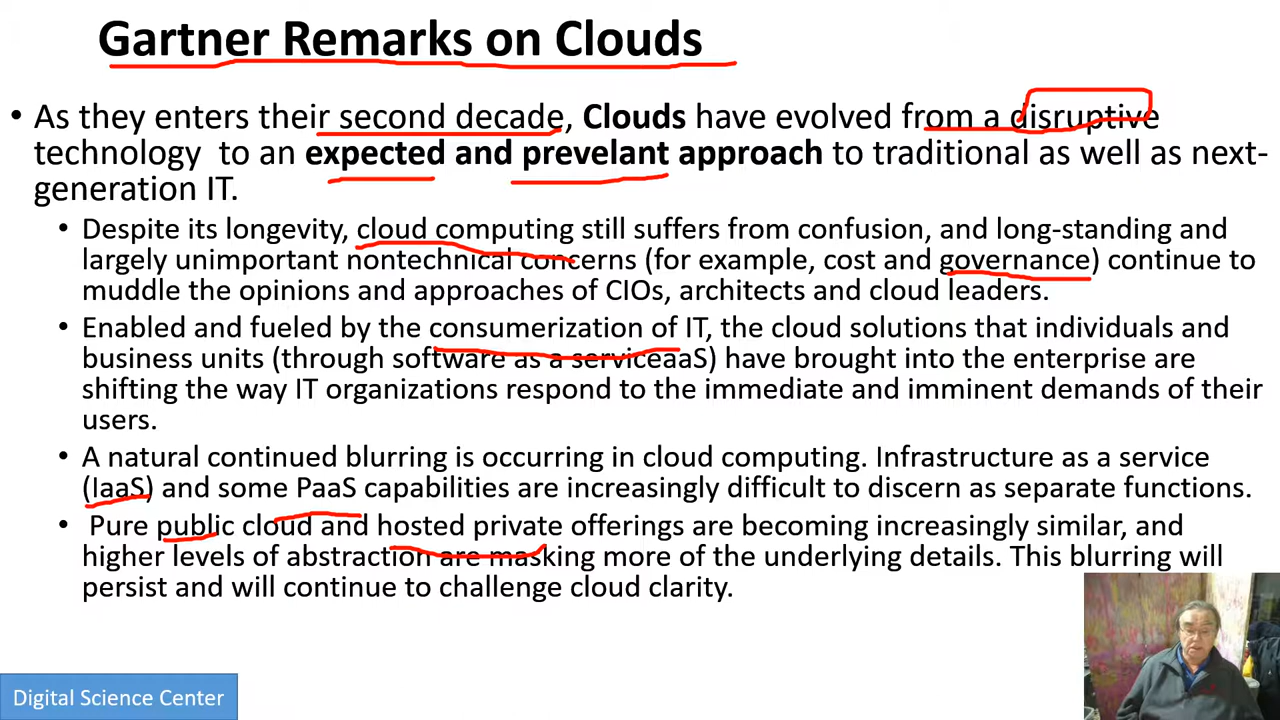 Gartner Remarks on Clouds
• As they enters their second decade, Clouds have evolved from a disruptive
technology to an expected and prevelant approach to traditional as well as next-
generation IT.
• Despite its longevity, cloud computing still suffers from confusion, and long-standing and
largely unimportant nontechnical concerns (for example, cost and governance) continue to
muddle the opinions and approaches of CIOs, architects and cloud leaders.
• Enabled and fueled by the consumerization of IT, the cloud solutions that individuals and
business units (through software as a serviceaaS) have brought into the enterprise are
shifting the way IT organizations respond to the immediate and imminent demands of their
users.
• A natural continued blurring is occurring in cloud computing. Infrastructure as a service
(IaaS) and some PaaS capabilities are increasingly difficult to discern as separate functions.
• Pure public cloud and hosted private offerings are becoming increasingly similar, and
higher levels of abstraction are masking more of the underlying details. This blurring will
persist and will continue to challenge cloud clarity.
Digital Science Center